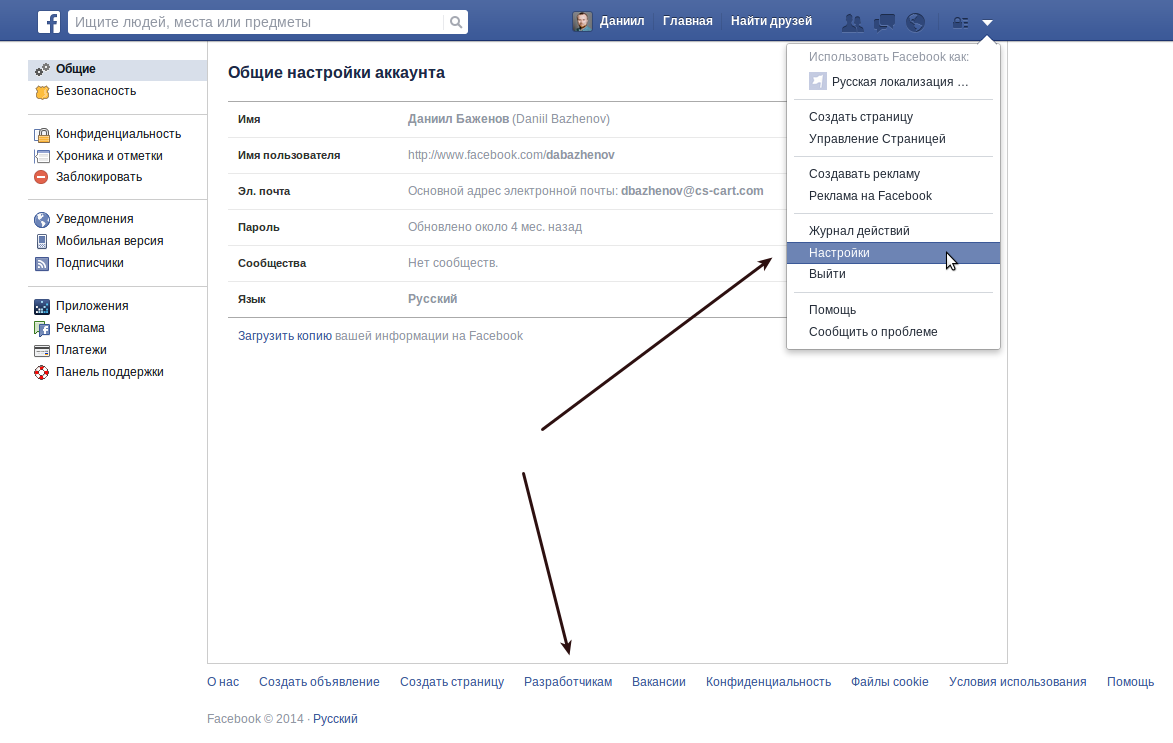 Ищите людей, места или предметы
Даниил Главная Найти друзей
Общие
Безопасность
Конфиденциальность
Хроника и отметки
Заблокировать
Уведомления
Мобильная версия
Подписчики
Приложения
Реклама
Платежи
Панель поддержки
Общие настройки аккаунта
Имя Даниил Баженов (Daniil Bazhenov)
Имя пользователя http://www.facebook.com/dabazhenov
Эл. почта Основной адрес электронной почты: dbazhenov@cs-cart.com
Пароль Обновлено около 4 мес. назад
Сообщества Нет сообществ.
Язык Русский
Загрузить копию вашей информации на Facebook
Использовать Facebook как:
Русская локализация …
Создать страницу
Управление Страницей
Создавать рекламу
Реклама на Facebook
Журнал действий
Настройки
Выйти
Помощь
Сообщить о проблеме
О нас Создать объявление Создать страницу Разработчикам Вакансии Конфиденциальность Файлы cookie Условия использования Помощь
Facebook © 2014 · Русский